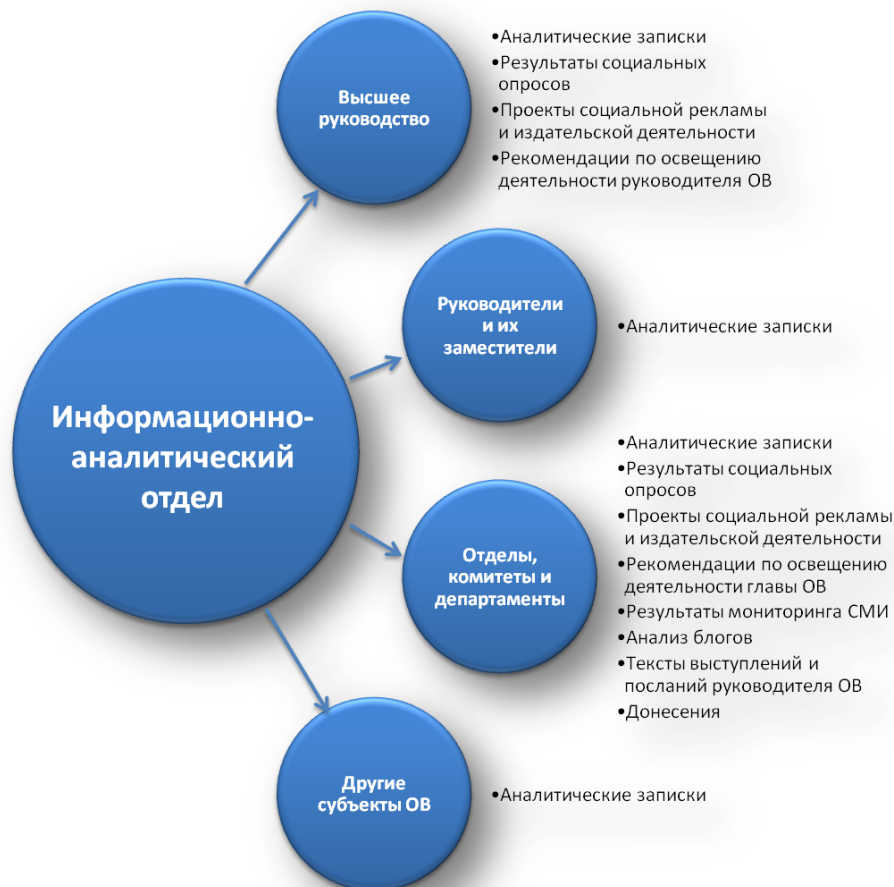 Высшее
руководство
•Аналитические записки
•Результаты социальных
опросов
•Проекты социальной рекламы
и издательской деятельности
•Рекомендации по освещению
деятельности руководителя ОВ
Руководители
и их
заместители
•Аналитические записки
Информационно-
аналитический
отдел
Отделы,
комитеты и
департаменты
•Аналитические записки
•Результаты социальных
опросов
•Проекты социальной рекламы
и издательской деятельности
•Рекомендации по освещению
деятельности главы ОВ
•Результаты мониторинга СМИ
•Анализ блогов
•Тексты выступлений и
посланий руководителя ОВ
•Донесения
Другие
субъекты ОВ
•Аналитические записки